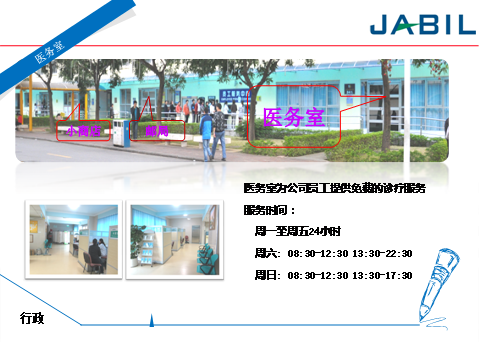 医务室
JABIL
小商店
邮局
医务室
医务室为公司员工提供免费的诊疗服务
服务时间：
周一至周五24小时
周六: 08:30-12:30 13:30-22:30
周日: 08:30-12:30 13:30-17:30
行政